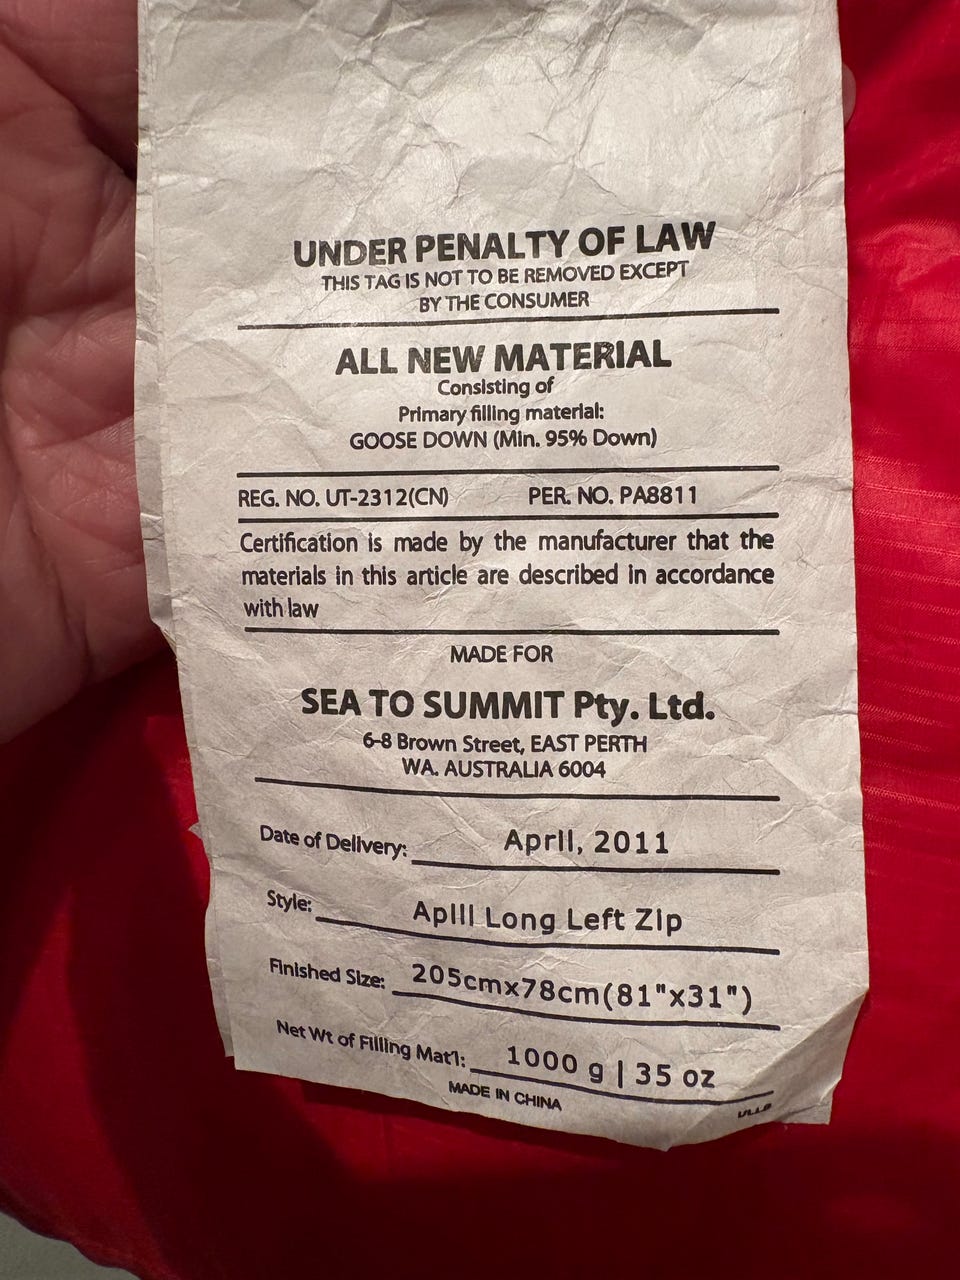 UNDER PENALTY OF LAW
THIS TAG IS NOT TO BE REMOVED EXCEPT
BY THE CONSUMER
ALL NEW MATERIAL
Consisting of
Primary filling material:
GOOSE DOWN (Min. 95% Down)
REG. NO. UT-2312(CN) PER. NO. PA8811
Certification is made by the manufacturer that the
materials in this article are described in accordance
with law
MADE FOR
SEA TO SUMMIT Pty. Ltd.
6-8 Brown Street, EAST PERTH
WA. AUSTRALIA 6004
Date of Delivery: April, 2011
Style: ApIII Long Left Zip
Finished Size: 205cmx78cm(81"x31")
Net Wt of Filling Mat'l: 1000 g | 35 oz
MADE IN CHINA